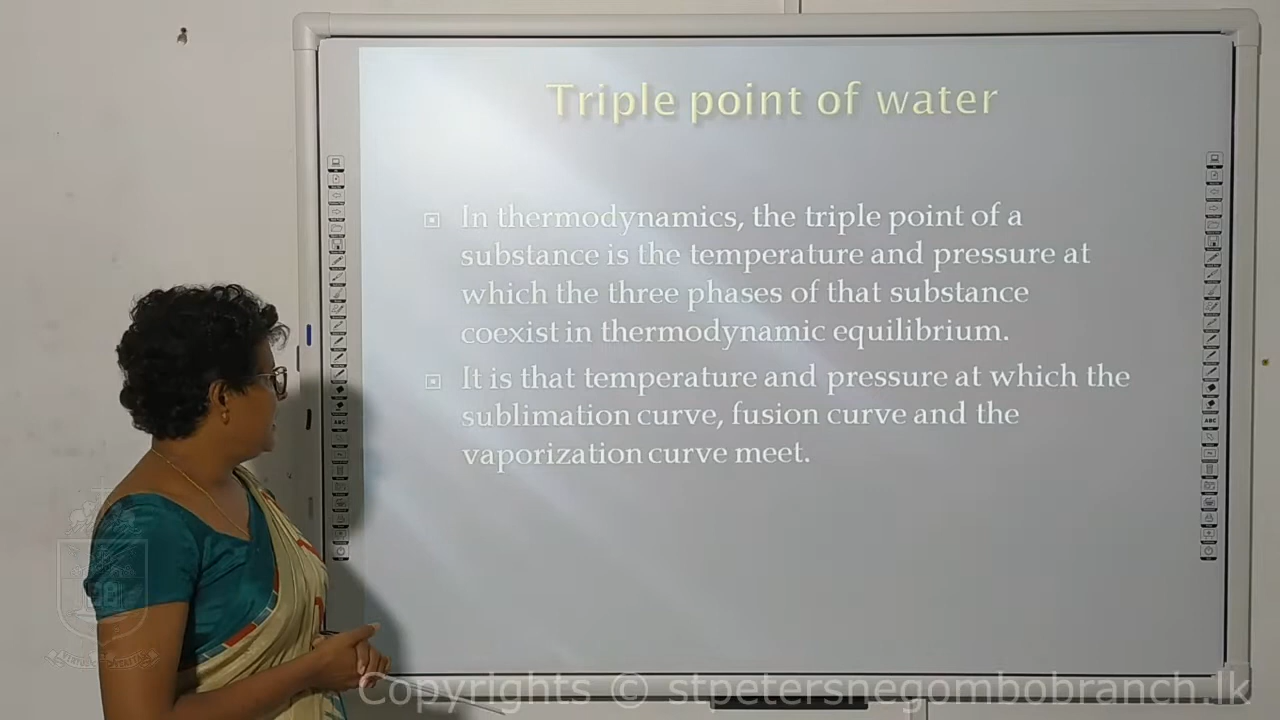 Triple point of water
In thermodynamics, the triple point of a
substance is the temperature and pressure at
which the three phases of that substance
coexist in thermodynamic equilibrium.
It is that temperature and pressure at which the
sublimation curve, fusion curve and the
vaporization curve meet.
ABC
ABC
Copyrights © stpetersnegombobranch.lk